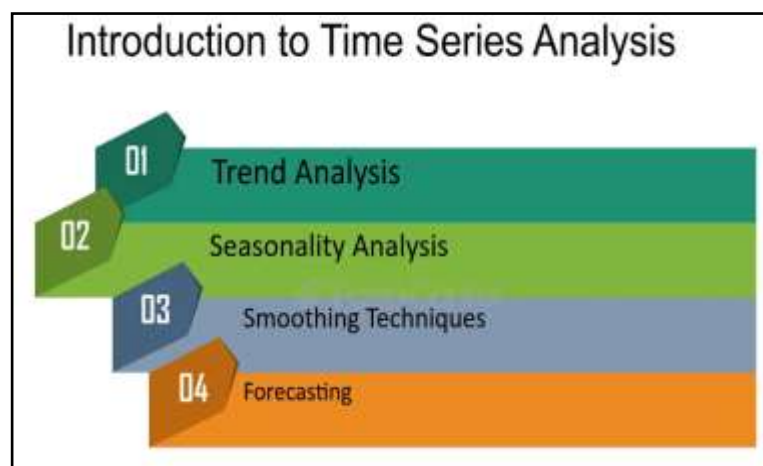 Introduction to Time Series Analysis
01 Trend Analysis
02 Seasonality Analysis
03 Smoothing Techniques
04 Forecasting